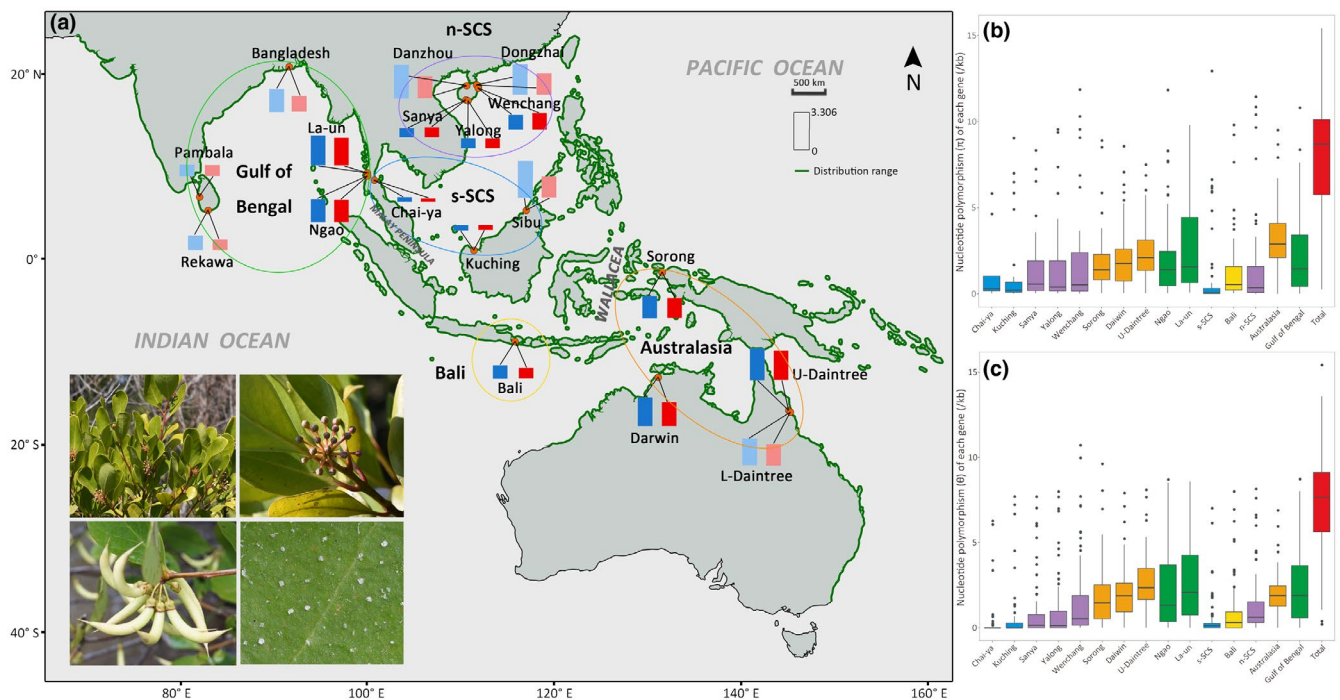 (a)
n-SCS
Bangladesh
Danzhou
Dongzhai
PACIFIC OCEAN
N
500 km
3.306
0
Distribution range
20° N
Wenchang
Sanya
Yalong
La-un
Pambala
Gulf of
Bengal
s-SCS
Chai-ya
Ngao
MALAY PENINSULA
Sibu
Rekawa
Kuching
0°
WALLACEA
Sorong
INDIAN OCEAN
Australasia
Bali
Bali
U-Daintree
Darwin
L-Daintree
20° S
40° S
80° E
100° E
120° E
140° E
160° E
(b)
Nucleotide polymorphism (π) of each gene (/kb)
15
10
5
0
Chai-ya
Kuching
Sanya
Yalong
Wenchang
Sorong
Daiwin
U-Daintree
Ngao
La-un
s-SCS
Bali
n-SCS
Australasia
Gulf of Bengal
Total
(c)
Nucleotide polymorphism (θ) of each gene (/kb)
15
10
5
0
Chai-ya
Kuching
Sanya
Yalong
Wenchang
Sorong
Daiwin
U-Daintree
Ngao
La-un
s-SCS
Bali
n-SCS
Australasia
Gulf of Bengal
Total